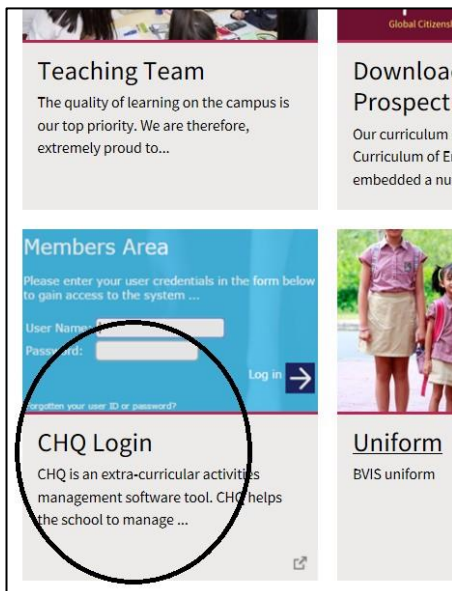 Global Citizens
Teaching Team
The quality of learning on the campus is
our top priority. We are therefore,
extremely proud to...
Download
Prospect
Our curriculum
Curriculum of E
embedded a nu
Members Area
Please enter your user credentials in the form below
to gain access to the system ...
User Name:
Password:
Log in
Forgotten your user ID or password?
CHQ Login
CHQ is an extra-curricular activities
management software tool. CHQ helps
the school to manage ...
Uniform
BVIS uniform